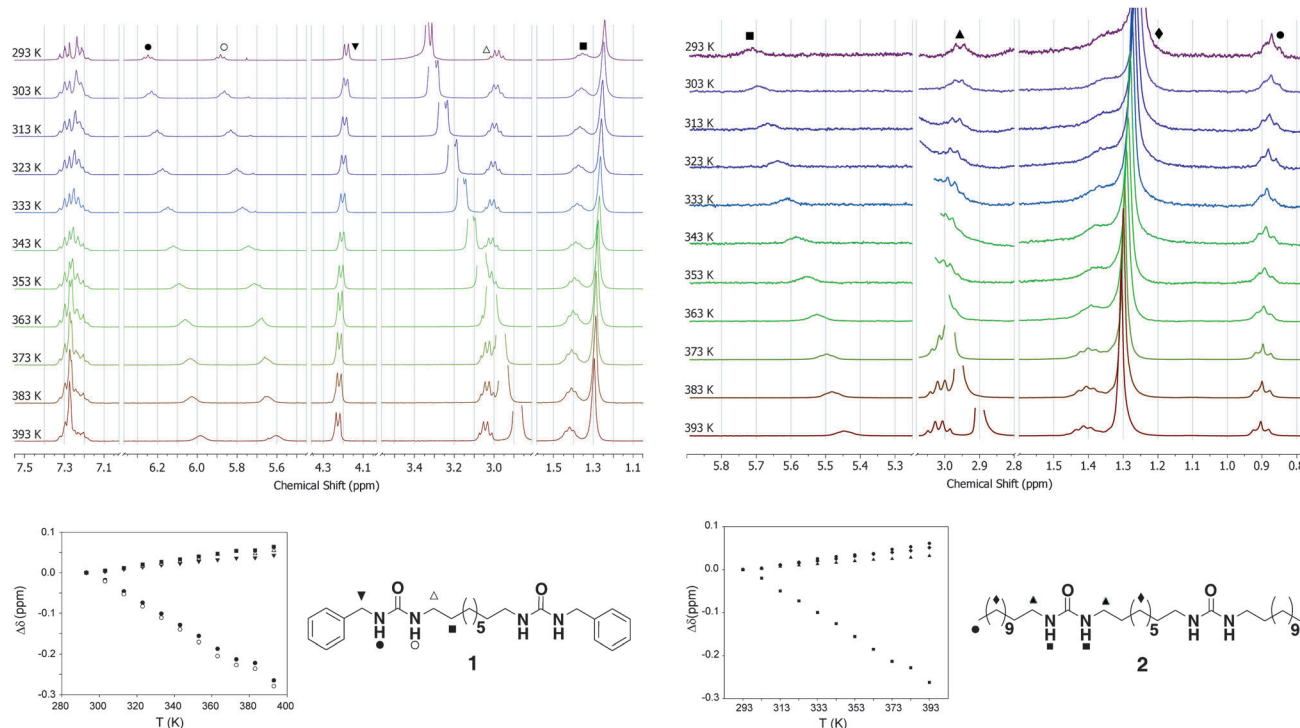 293 K
303 K
313 K
323 K
333 K
343 K
353 K
363 K
373 K
383 K
393 K
7.5 7.3 7.1 6.2 6.0 5.8 5.6 4.3 4.1 3.4 3.2 3.0 1.3 1.1
Chemical Shift (ppm)
293 K
303 K
313 K
323 K
333 K
343 K
353 K
363 K
373 K
383 K
393 K
5.8 5.7 5.6 5.5 5.4 5.3 3.0 2.9 2.8 1.5 1.4 1.3 1.2 1.1 1.0 0.9 0.8
Chemical Shift (ppm)
0.1
0.0
-0.1
-0.2
-0.3
Δδ (ppm)
280 300 320 340 360 380 400
T (K)
O O
N N ( )5 N N
H H H H
1
0.1
0.0
-0.1
-0.2
-0.3
Δδ(ppm)
293 313 333 353 373 393
T (K)
O O
( )9 N N ( )5 N N ( )9
H H H H
2